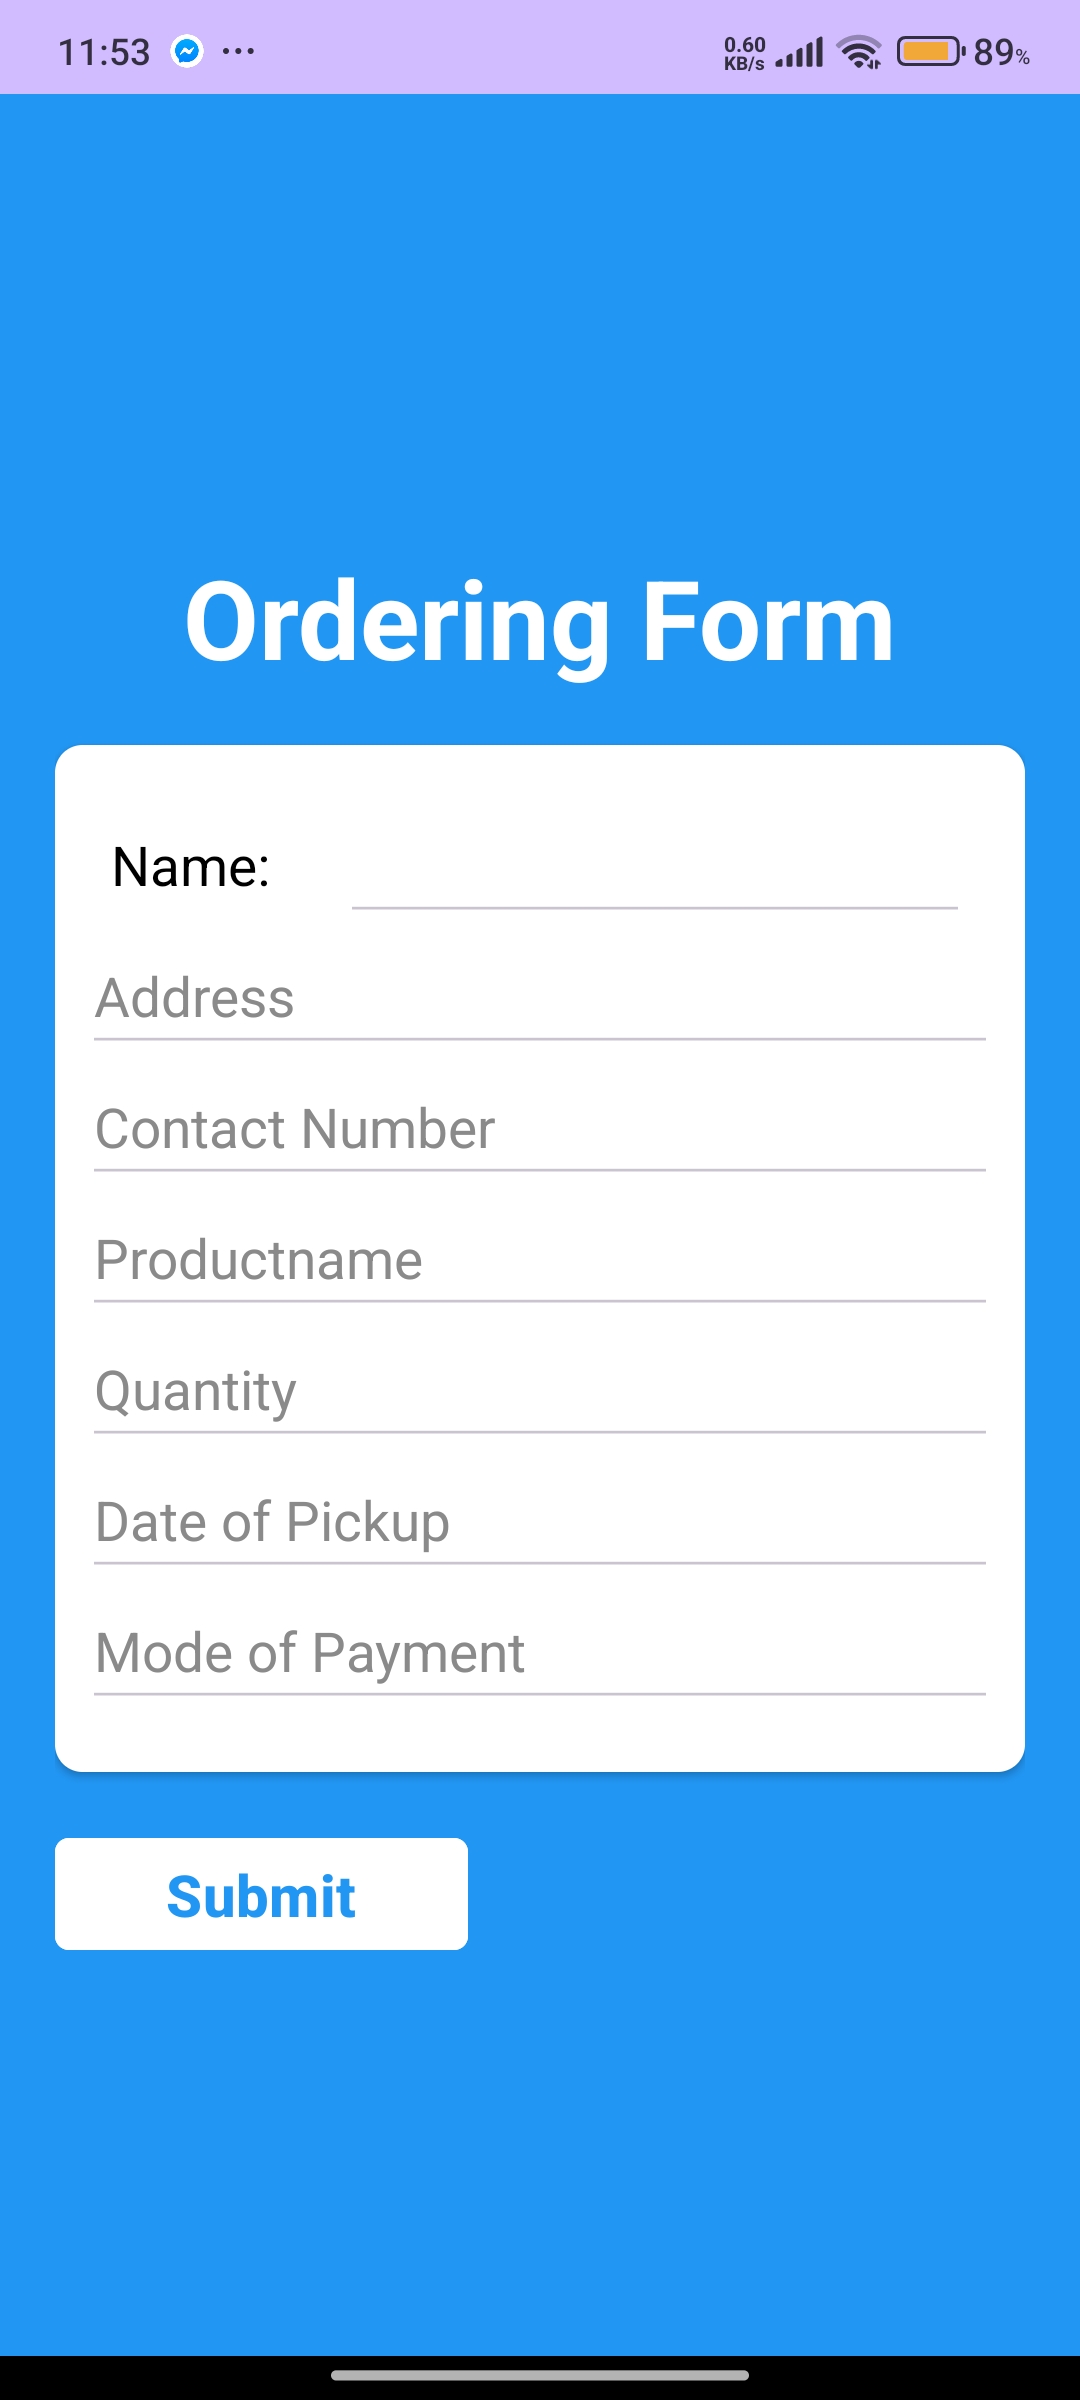 11:53 ... 0.60 KB/s 89%
Ordering Form
Name:
Address
Contact Number
Productname
Quantity
Date of Pickup
Mode of Payment
Submit